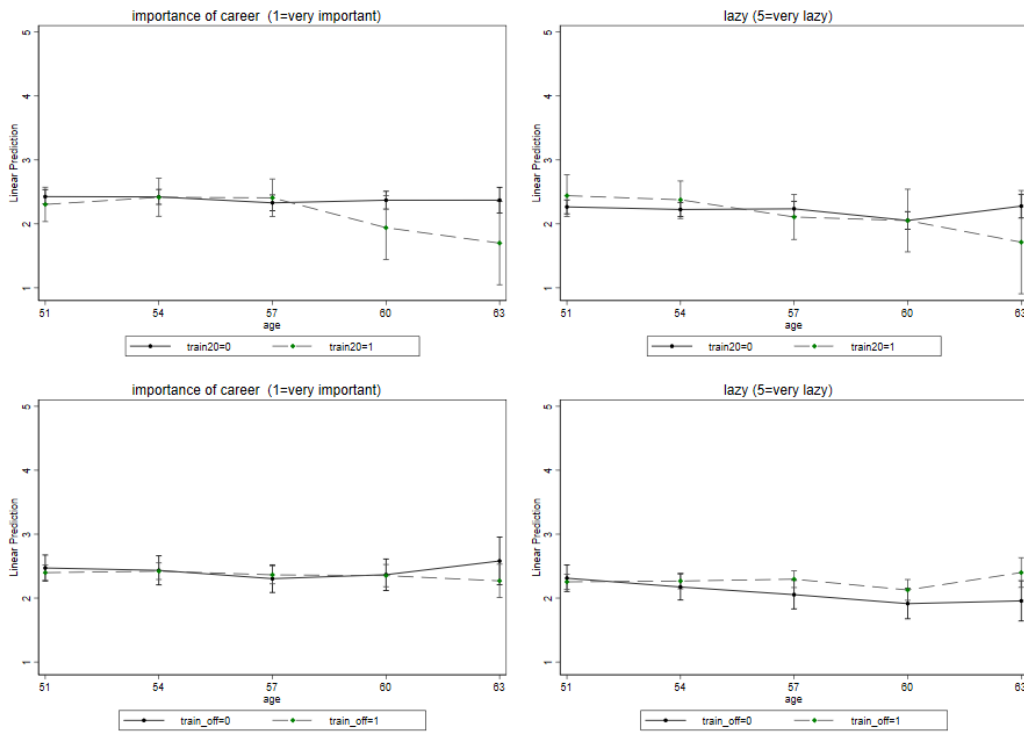 importance of career (1=very important)
5
4
3
2
1
Linear Prediction
51 54 57 60 63
age
train20=0 train20=1
lazy (5=very lazy)
5
4
3
2
1
Linear Prediction
51 54 57 60 63
age
train20=0 train20=1
importance of career (1=very important)
5
4
3
2
1
Linear Prediction
51 54 57 60 63
age
train_off=0 train_off=1
lazy (5=very lazy)
5
4
3
2
1
Linear Prediction
51 54 57 60 63
age
train_off=0 train_off=1